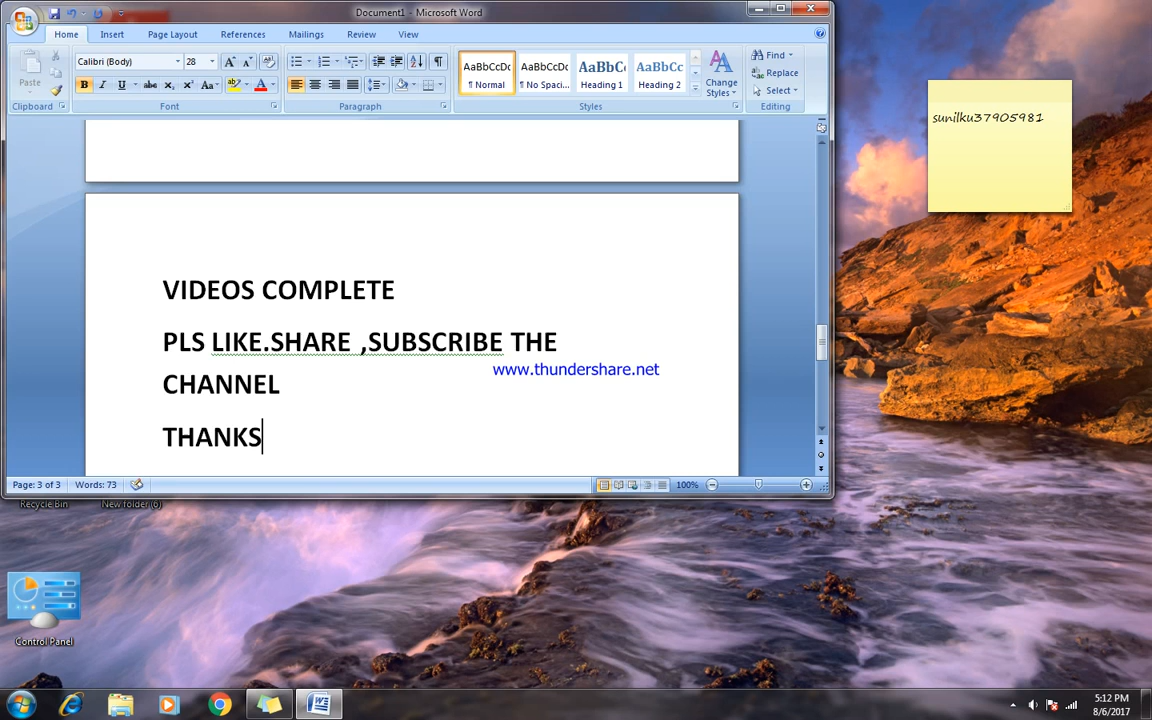 Document1 - Microsoft Word
Home Insert Page Layout References Mailings Review View
Paste
Calibri (Body) 28
AaBbCcDc AaBbCcDc AaBbC AaBbCc
¶ Normal ¶ No Spaci... Heading 1 Heading 2
Change
Styles
Find
Replace
Select
Clipboard Font Paragraph Styles Editing
sunilku37905981
VIDEOS COMPLETE
PLS LIKE.SHARE ,SUBSCRIBE THE
www.thundershare.net
CHANNEL
THANKS
Page: 3 of 3 Words: 73 100%
Recycle Bin New folder (6)
Control Panel
5:12 PM
8/6/2017